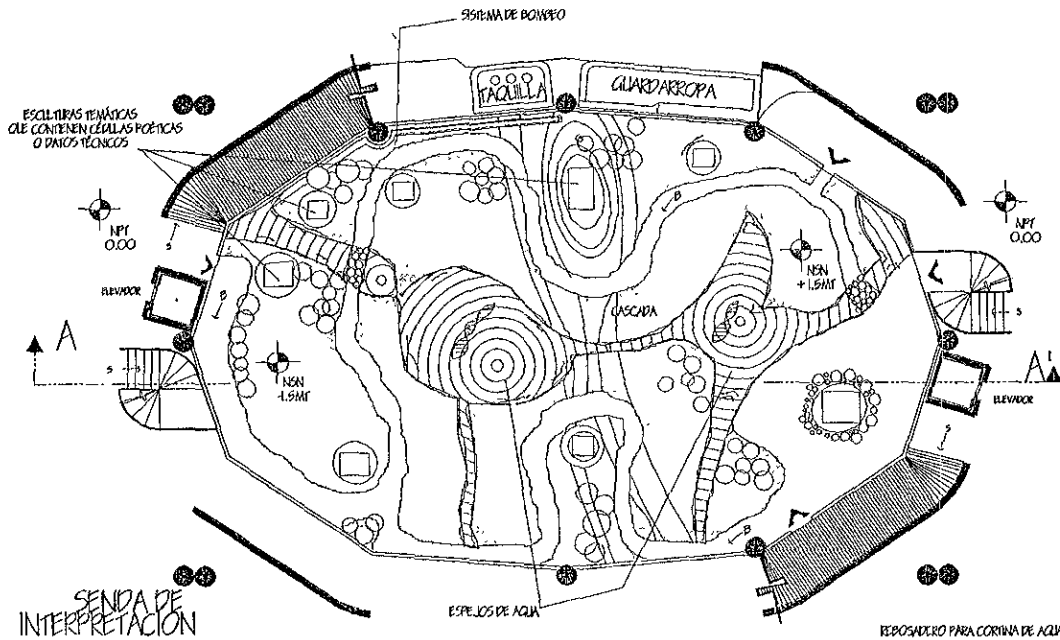 SISTEMA DE BOMBEO
TAQUILLA
GUARDARROPA
ESCULTURAS TEMÁTICAS
QUE CONTIENEN CÉDULAS POÉTICAS
O DATOS TÉCNICOS
NPT
0.00
NPT
0.00
S
B
B
NSN
+1.5MT
ELEVADOR
CASCADA
S
A
S
NSN
-1.5MT
A'
ELEVADOR
S
B
ESPEJOS DE AGUA
SENDA DE
INTERPRETACION
REBOSADERO PARA CORTINA DE AGUA